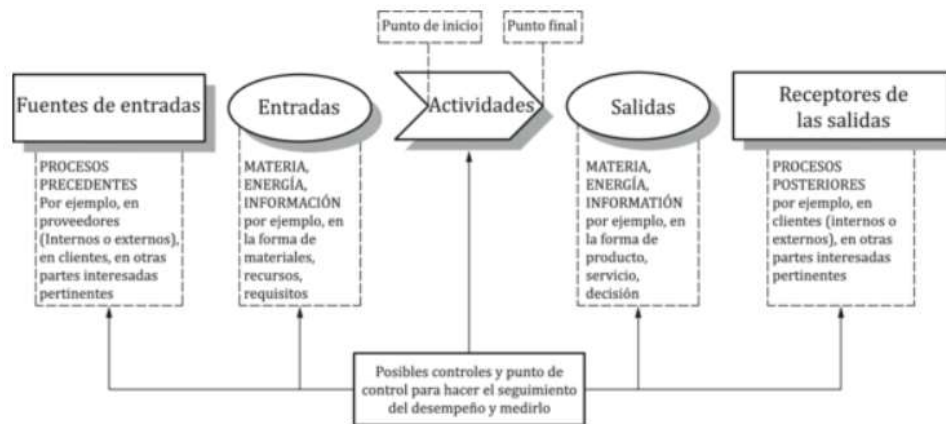 Punto de inicio
Punto final
Fuentes de entradas
Entradas
Actividades
Salidas
Receptores de
las salidas
PROCESOS
PRECEDENTES
Por ejemplo, en
proveedores
(Internos o externos),
en clientes, en otras
partes interesadas
pertinentes
MATERIA,
ENERGÍA,
INFORMACIÓN
por ejemplo, en
la forma de
materiales,
recursos,
requisitos
MATERIA,
ENERGÍA,
INFORMATIÓN
por ejemplo, en
la forma de
producto,
servicio,
decisión
PROCESOS
POSTERIORES
por ejemplo, en
clientes (internos o
externos), en otras
partes interesadas
pertinentes
Posibles controles y punto de
control para hacer el seguimiento
del desempeño y medirlo